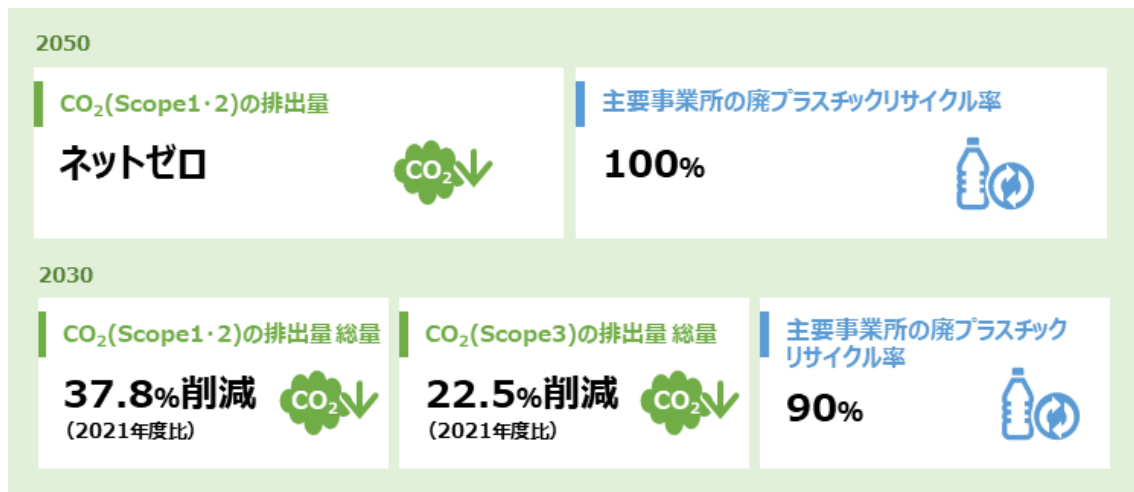 2050
CO₂(Scope1･2)の排出量
ネットゼロ
CO₂
主要事業所の廃プラスチックリサイクル率
100%
2030
CO₂(Scope1･2)の排出量 総量
37.8%削減
（2021年度比）
CO₂
CO₂(Scope3)の排出量 総量
22.5%削減
（2021年度比）
CO₂
主要事業所の廃プラスチック
リサイクル率
90%